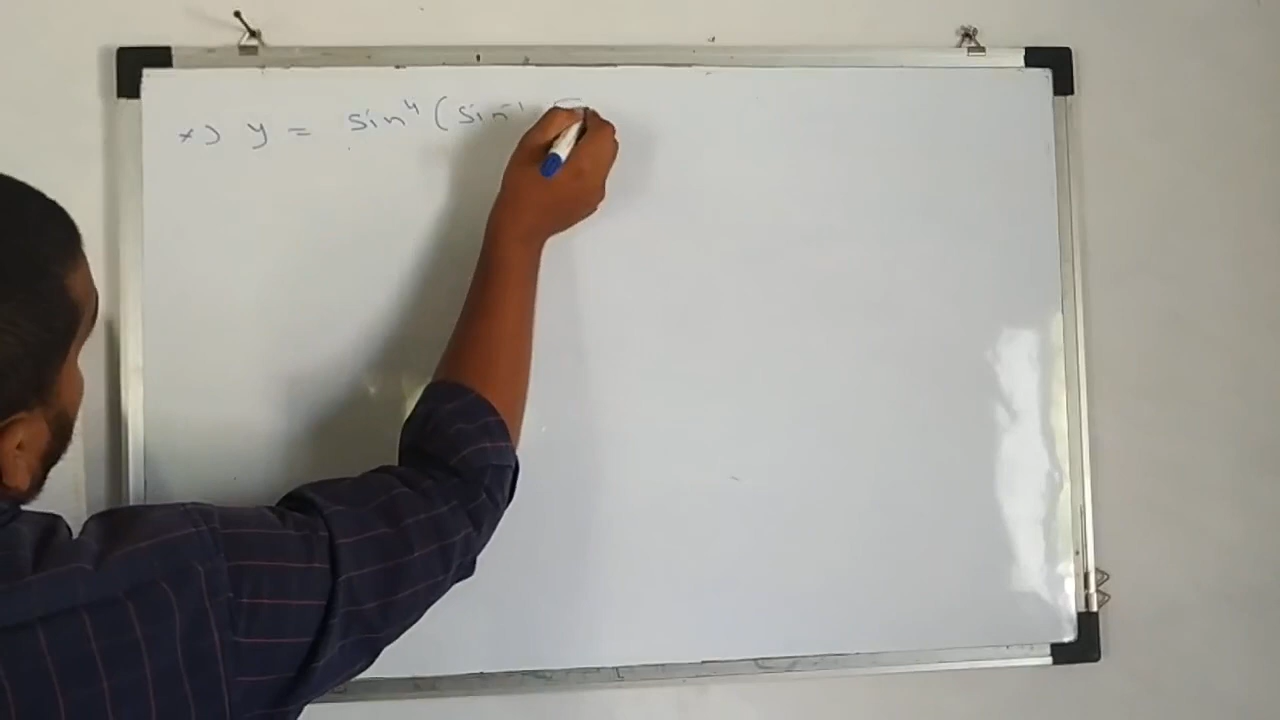 *) y = sin⁴ (sin⁻¹